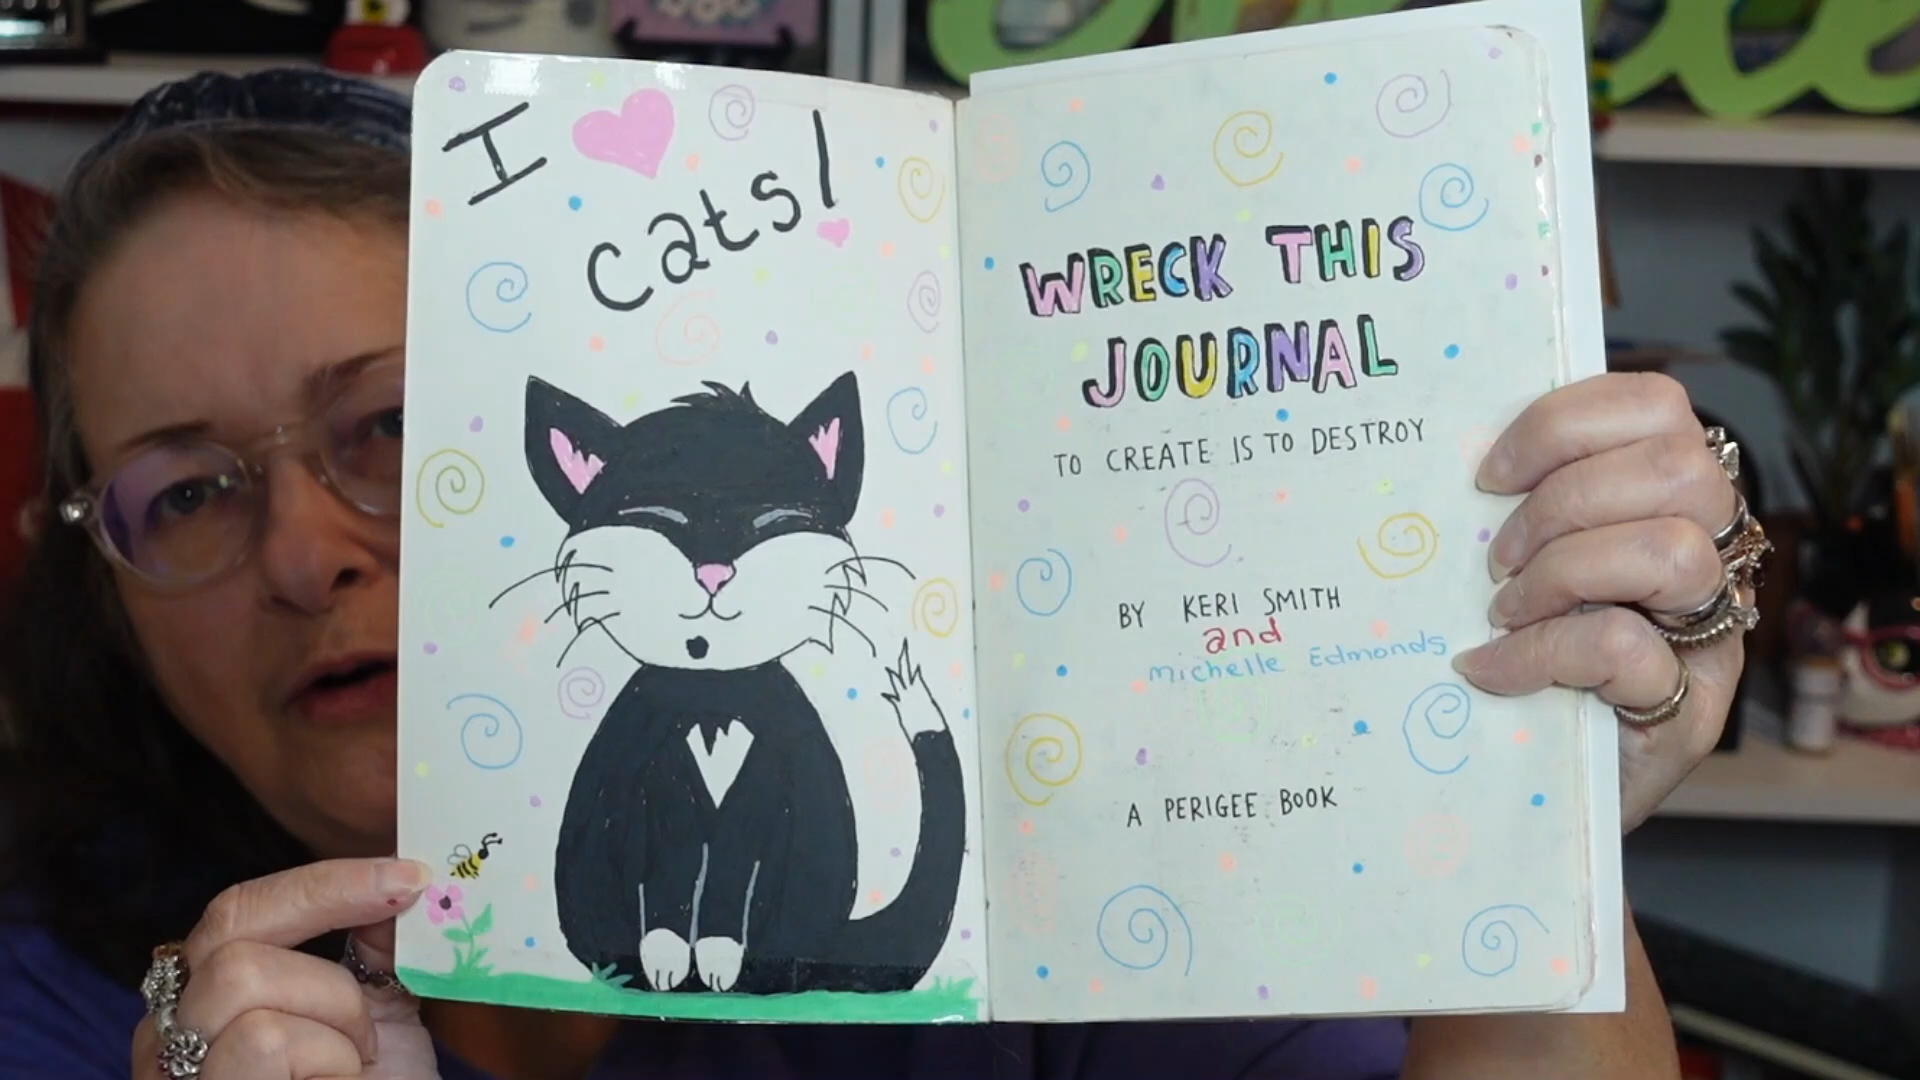 I
cats!
WRECK THIS
JOURNAL
TO CREATE IS TO DESTROY
BY KERI SMITH
and
michelle Edmonds
A PERIGEE BOOK